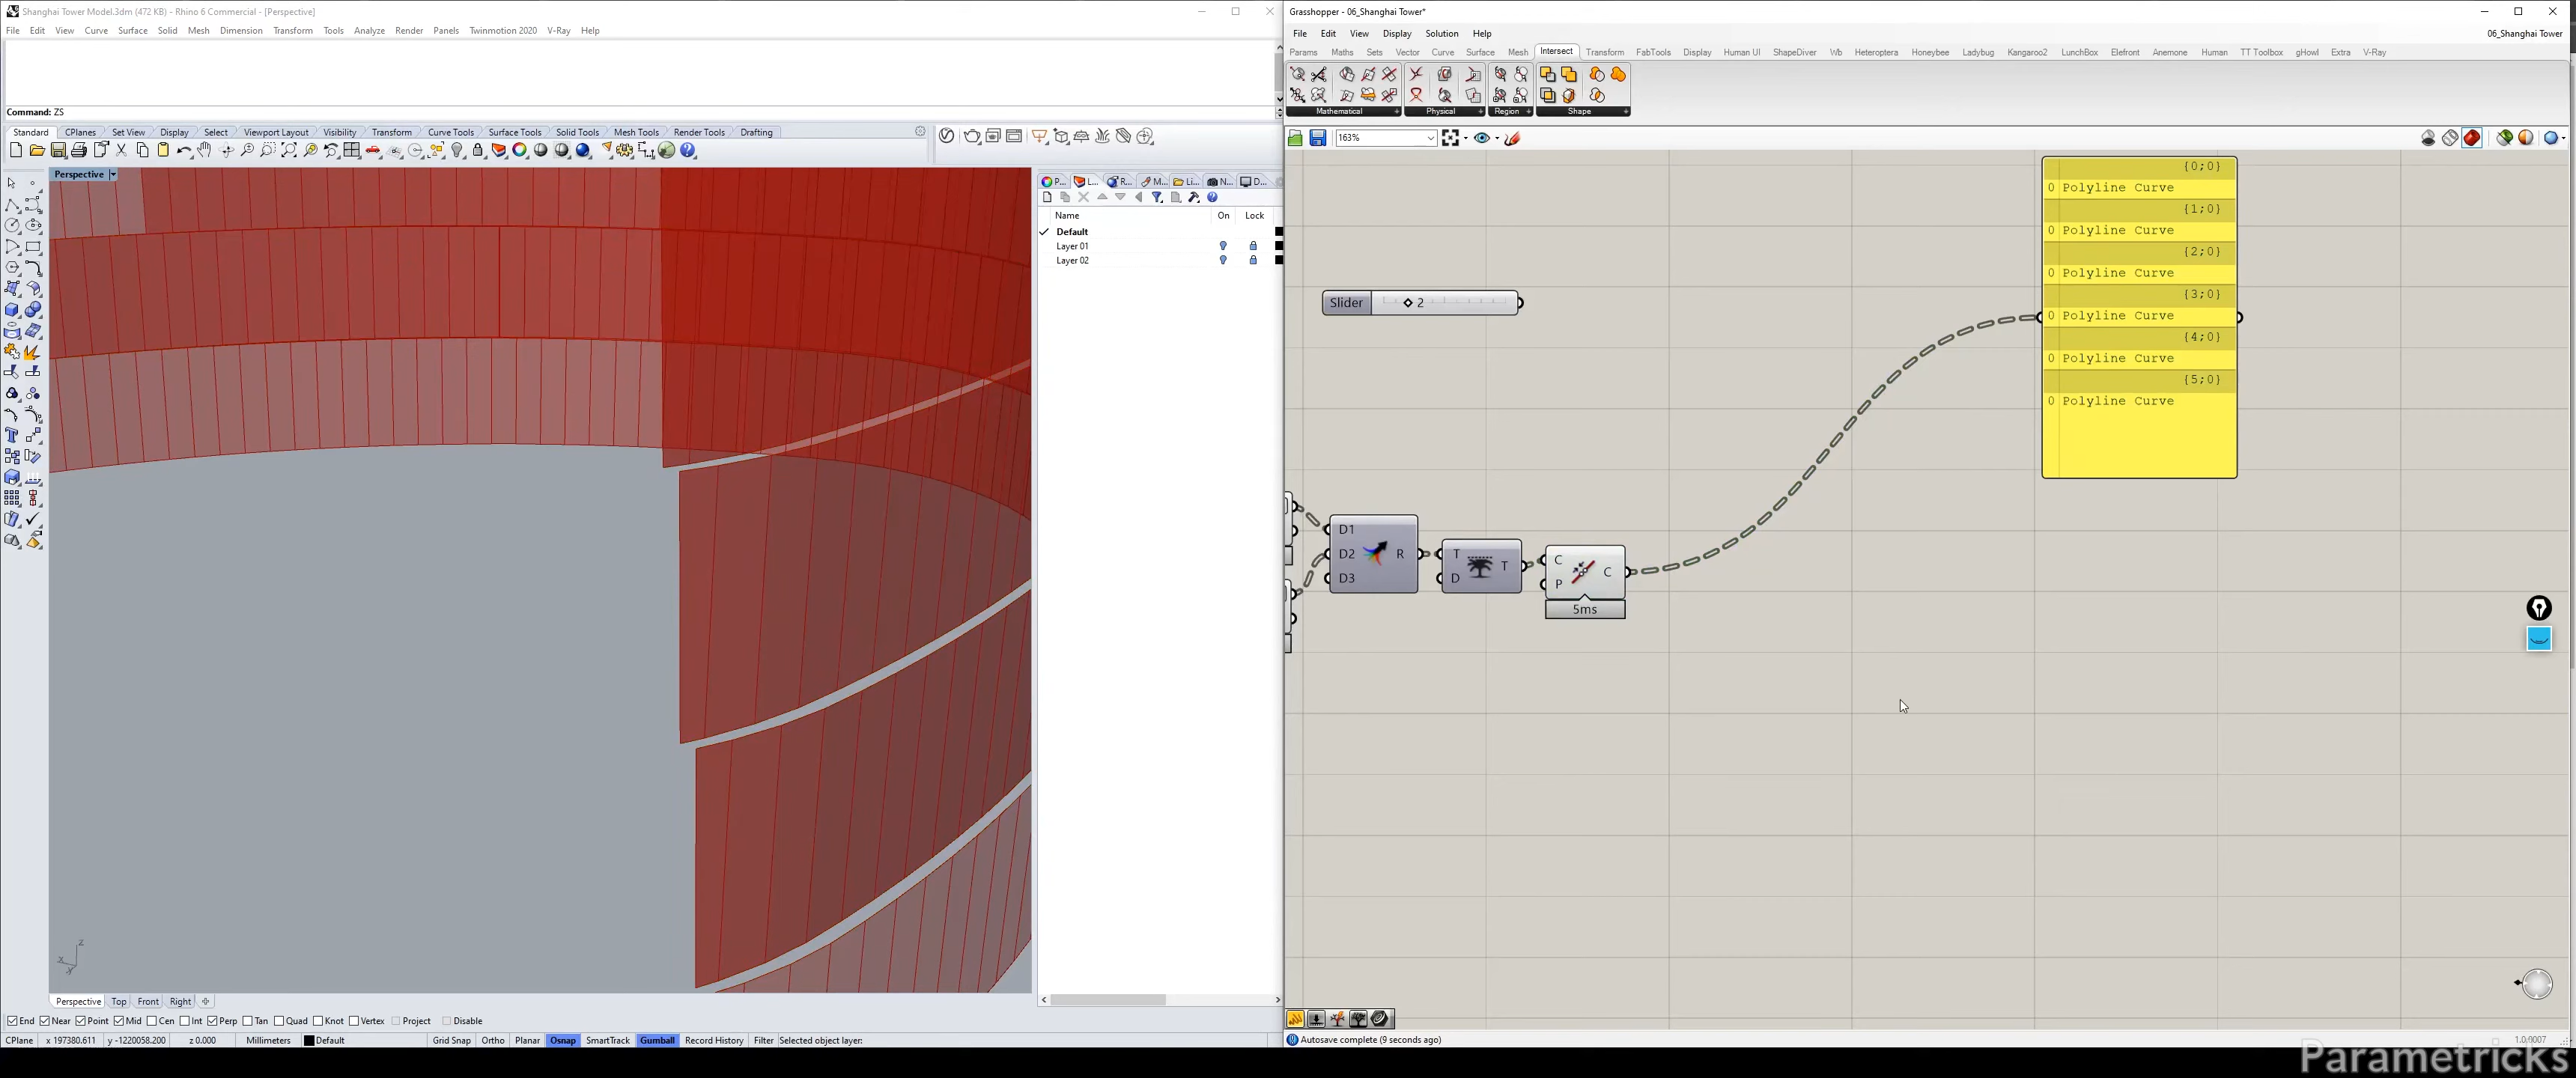 Shanghai Tower Model.3dm (472 KB) - Rhino 6 Commercial - [Perspective]
File Edit View Curve Surface Solid Mesh Dimension Transform Tools Analyze Render Panels Twinmotion 2020 V-Ray Help
Command: ZS
Standard CPlanes Set View Display Select Viewport Layout Visibility Transform Curve Tools Surface Tools Solid Tools Mesh Tools Render Tools Drafting
Perspective
P... L... R... M... Li... N... D...
Name On Lock
Default
Layer 01
Layer 02
z
x
y
Perspective Top Front Right
End Near Point Mid Cen Int Perp Tan Quad Knot Vertex Project Disable
CPlane x 197380.611 y -1220058.200 z 0.000 Millimeters Default Grid Snap Ortho Planar Osnap SmartTrack Gumball Record History Filter Selected object layer:
Grasshopper - 06_Shanghai Tower*
File Edit View Display Solution Help
06_Shanghai Tower
Params Maths Sets Vector Curve Surface Mesh Intersect Transform FabTools Display Human UI ShapeDiver Wb Heteroptera Honeybee Ladybug Kangaroo2 LunchBox Elefront Anemone Human TT Toolbox gHowl Extra V-Ray
Mathematical Physical Region Shape
163%
{0;0}
0 Polyline Curve
{1;0}
0 Polyline Curve
{2;0}
0 Polyline Curve
{3;0}
0 Polyline Curve
{4;0}
0 Polyline Curve
{5;0}
0 Polyline Curve
Slider 2
D1
D2 R
D3
T
D T
C
P C
5ms
Autosave complete (9 seconds ago)
1.0.0007
Parametricks